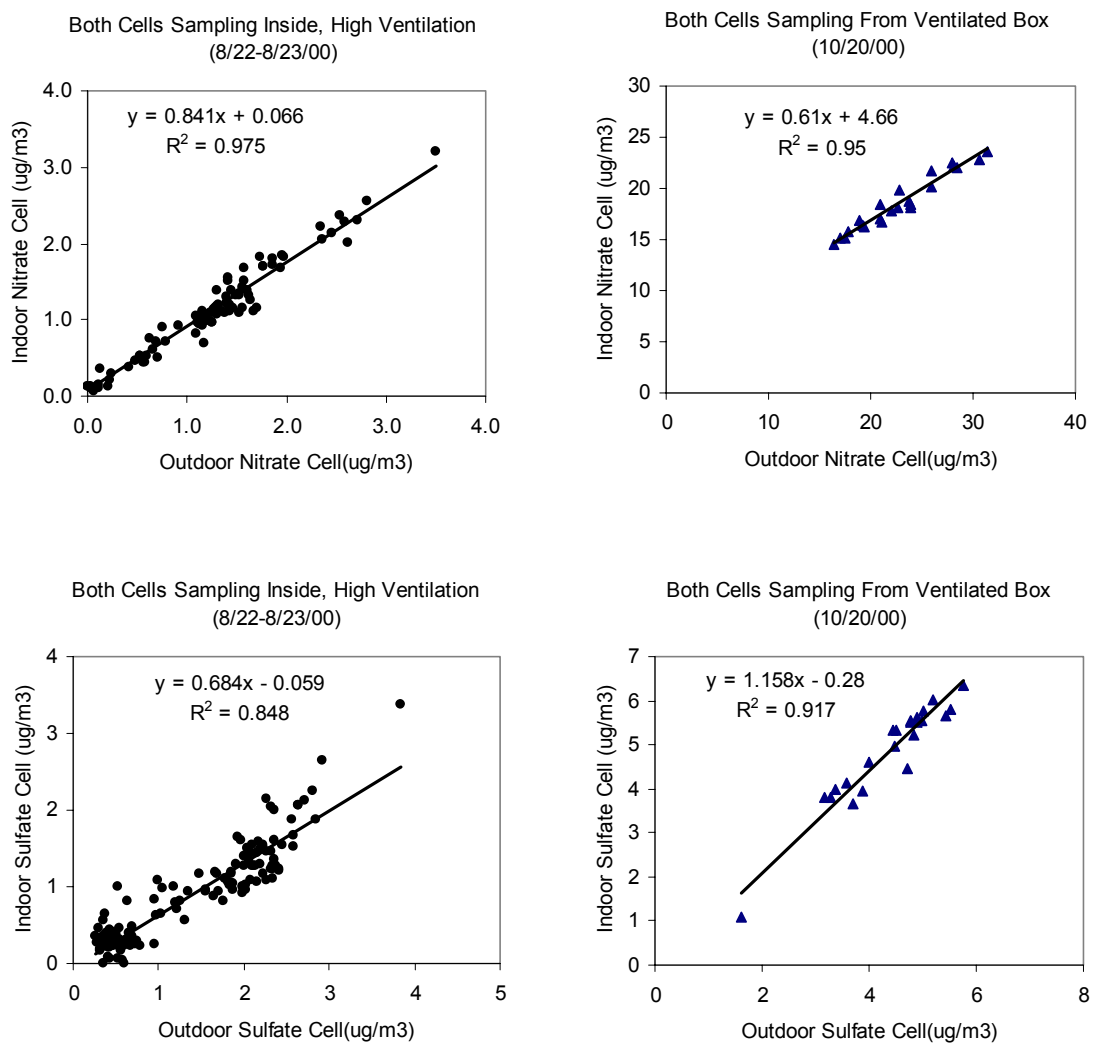 Both Cells Sampling Inside, High Ventilation
(8/22-8/23/00)
4.0
3.0
2.0
1.0
0.0
y = 0.841x + 0.066
R² = 0.975
Indoor Nitrate Cell (ug/m3)
0.0 1.0 2.0 3.0 4.0
Outdoor Nitrate Cell(ug/m3)
Both Cells Sampling From Ventilated Box
(10/20/00)
30
25
20
15
10
5
0
y = 0.61x + 4.66
R² = 0.95
Indoor Nitrate Cell (ug/m3)
0 10 20 30 40
Outdoor Nitrate Cell(ug/m3)
Both Cells Sampling Inside, High Ventilation
(8/22-8/23/00)
4
3
2
1
0
y = 0.684x - 0.059
R² = 0.848
Indoor Sulfate Cell (ug/m3)
0 1 2 3 4 5
Outdoor Sulfate Cell(ug/m3)
Both Cells Sampling From Ventilated Box
(10/20/00)
7
6
5
4
3
2
1
0
y = 1.158x - 0.28
R² = 0.917
Indoor Sulfate Cell (ug/m3)
0 2 4 6 8
Outdoor Sulfate Cell(ug/m3)